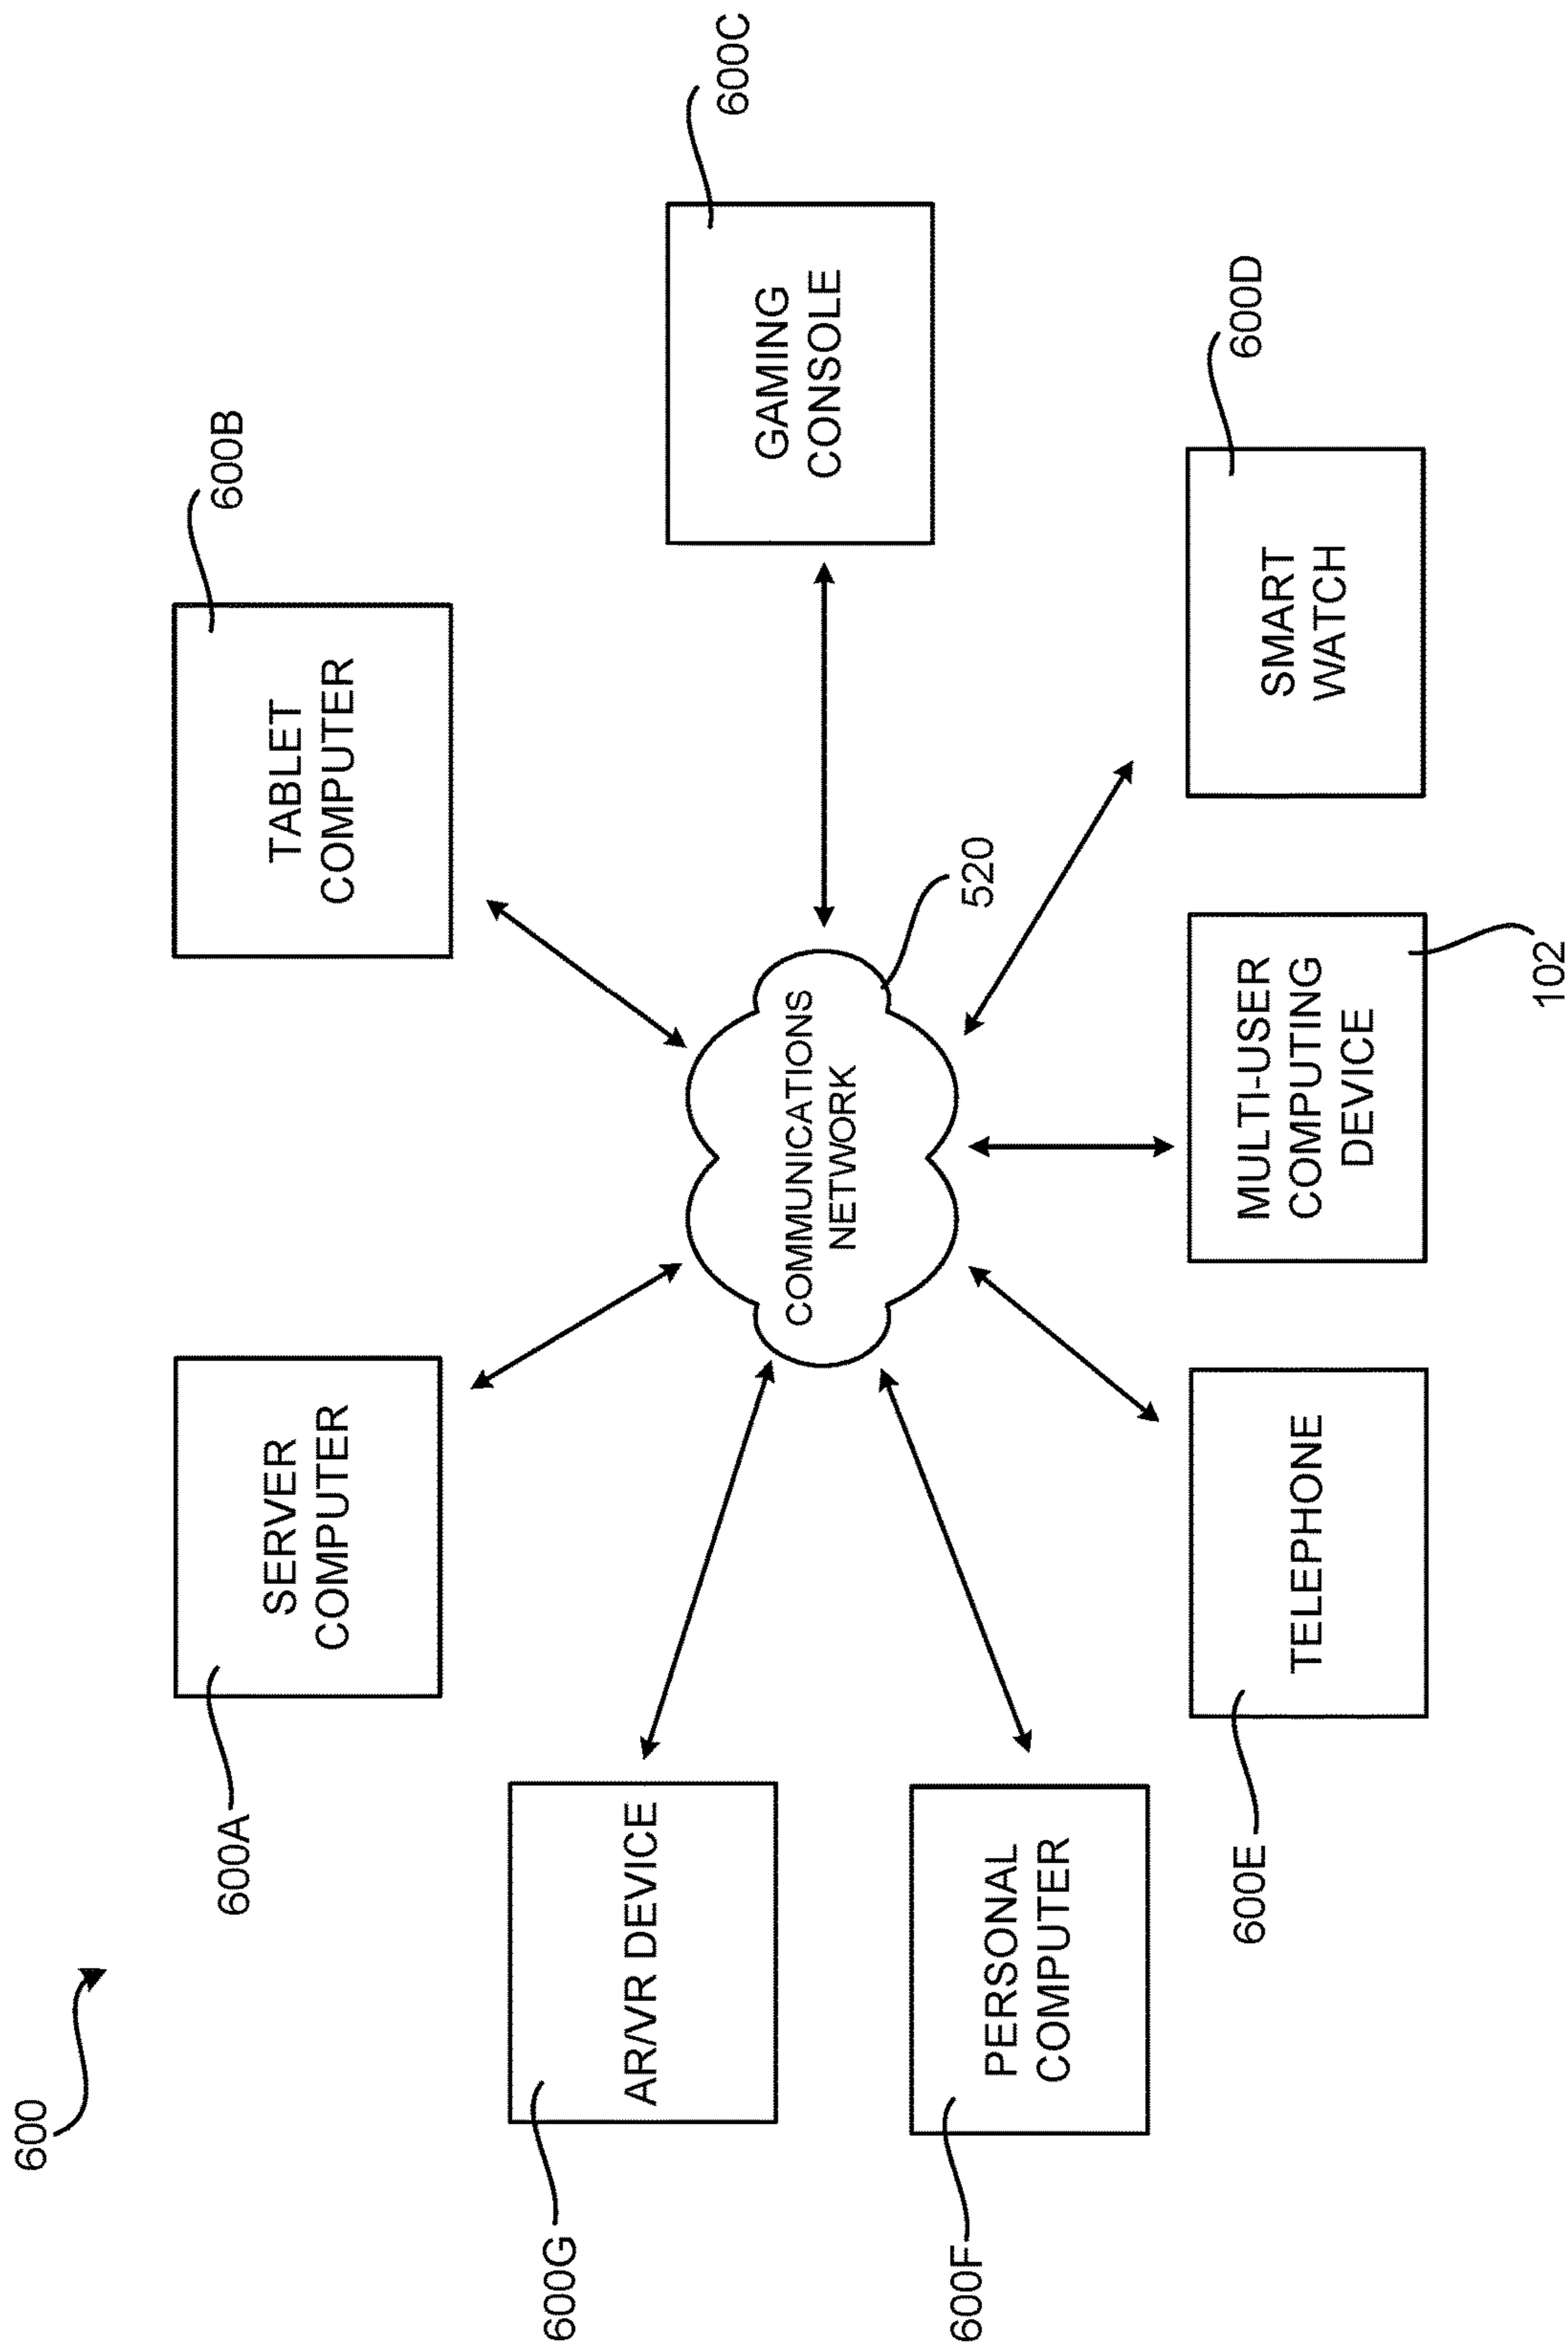 600
600A
SERVER
COMPUTER
TABLET
COMPUTER
600B
600G
AR/VR DEVICE
COMMUNICATIONS
NETWORK
520
GAMING
CONSOLE
600C
600F
PERSONAL
COMPUTER
600E
TELEPHONE
MULTI-USER
COMPUTING
DEVICE
102
SMART
WATCH
600D